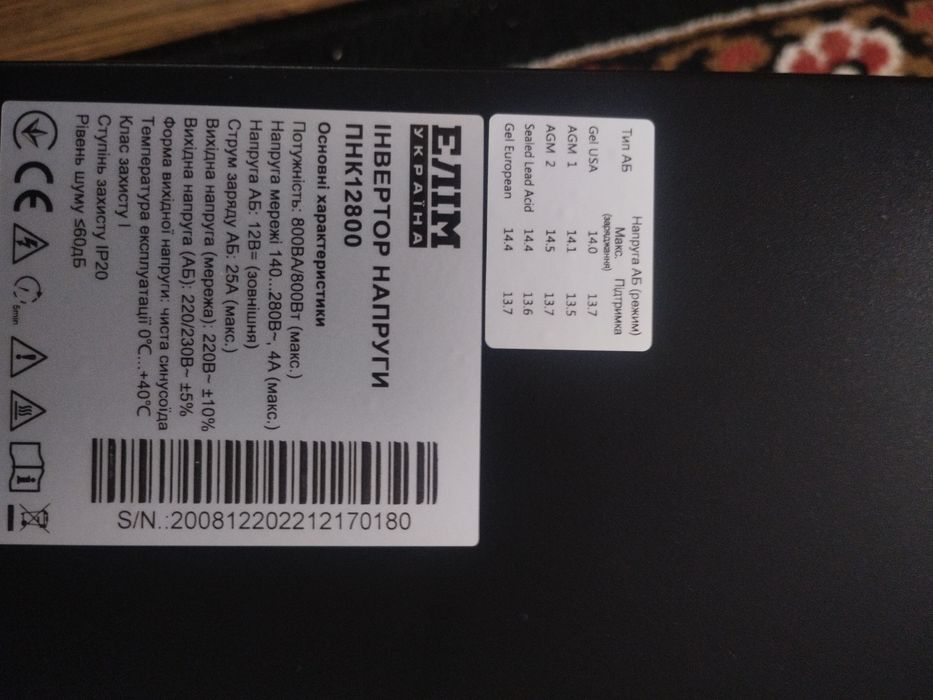 Напруга АБ (режим)
Тип АБ Макс. (заряджання) Підтримка
Gel USA 14.0 13.7
AGM 1 14.1 13.5
AGM 2 14.5 13.7
Sealed Lead Acid 14.4 13.6
Gel European 14.4 13.7
ЕЛІМ
УКРАЇНА
ІНВЕРТОР НАПРУГИ
ПНК12800
Основні характеристики
Потужність: 800ВА/800Вт (макс.)
Напруга мережі 140...280В~, 4А (макс.)
Напруга АБ: 12В= (зовнішня)
Струм заряду АБ: 25А (макс.)
Вихідна напруга (мережа): 220В~ ±10%
Вихідна напруга (АБ): 220/230В~ ±5%
Форма вихідної напруги: чиста синусоїда
Температура експлуатації 0°С...+40°С
Клас захисту I
Ступінь захисту IP20
Рівень шуму ≤60дБ
CE
5min
S/N.:200812202212170180